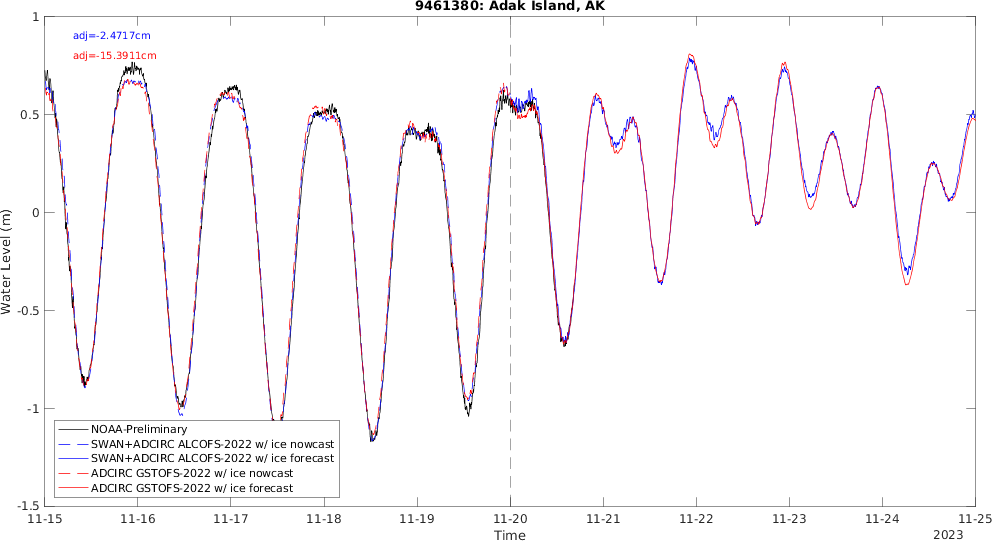 9461380: Adak Island, AK
adj=-2.4717cm
adj=-15.3911cm
1
0.5
0
-0.5
-1
-1.5
Water Level (m)
NOAA-Preliminary
SWAN+ADCIRC ALCOFS-2022 w/ ice nowcast
SWAN+ADCIRC ALCOFS-2022 w/ ice forecast
ADCIRC GSTOFS-2022 w/ ice nowcast
ADCIRC GSTOFS-2022 w/ ice forecast
11-15 11-16 11-17 11-18 11-19 11-20 11-21 11-22 11-23 11-24 11-25
Time
2023